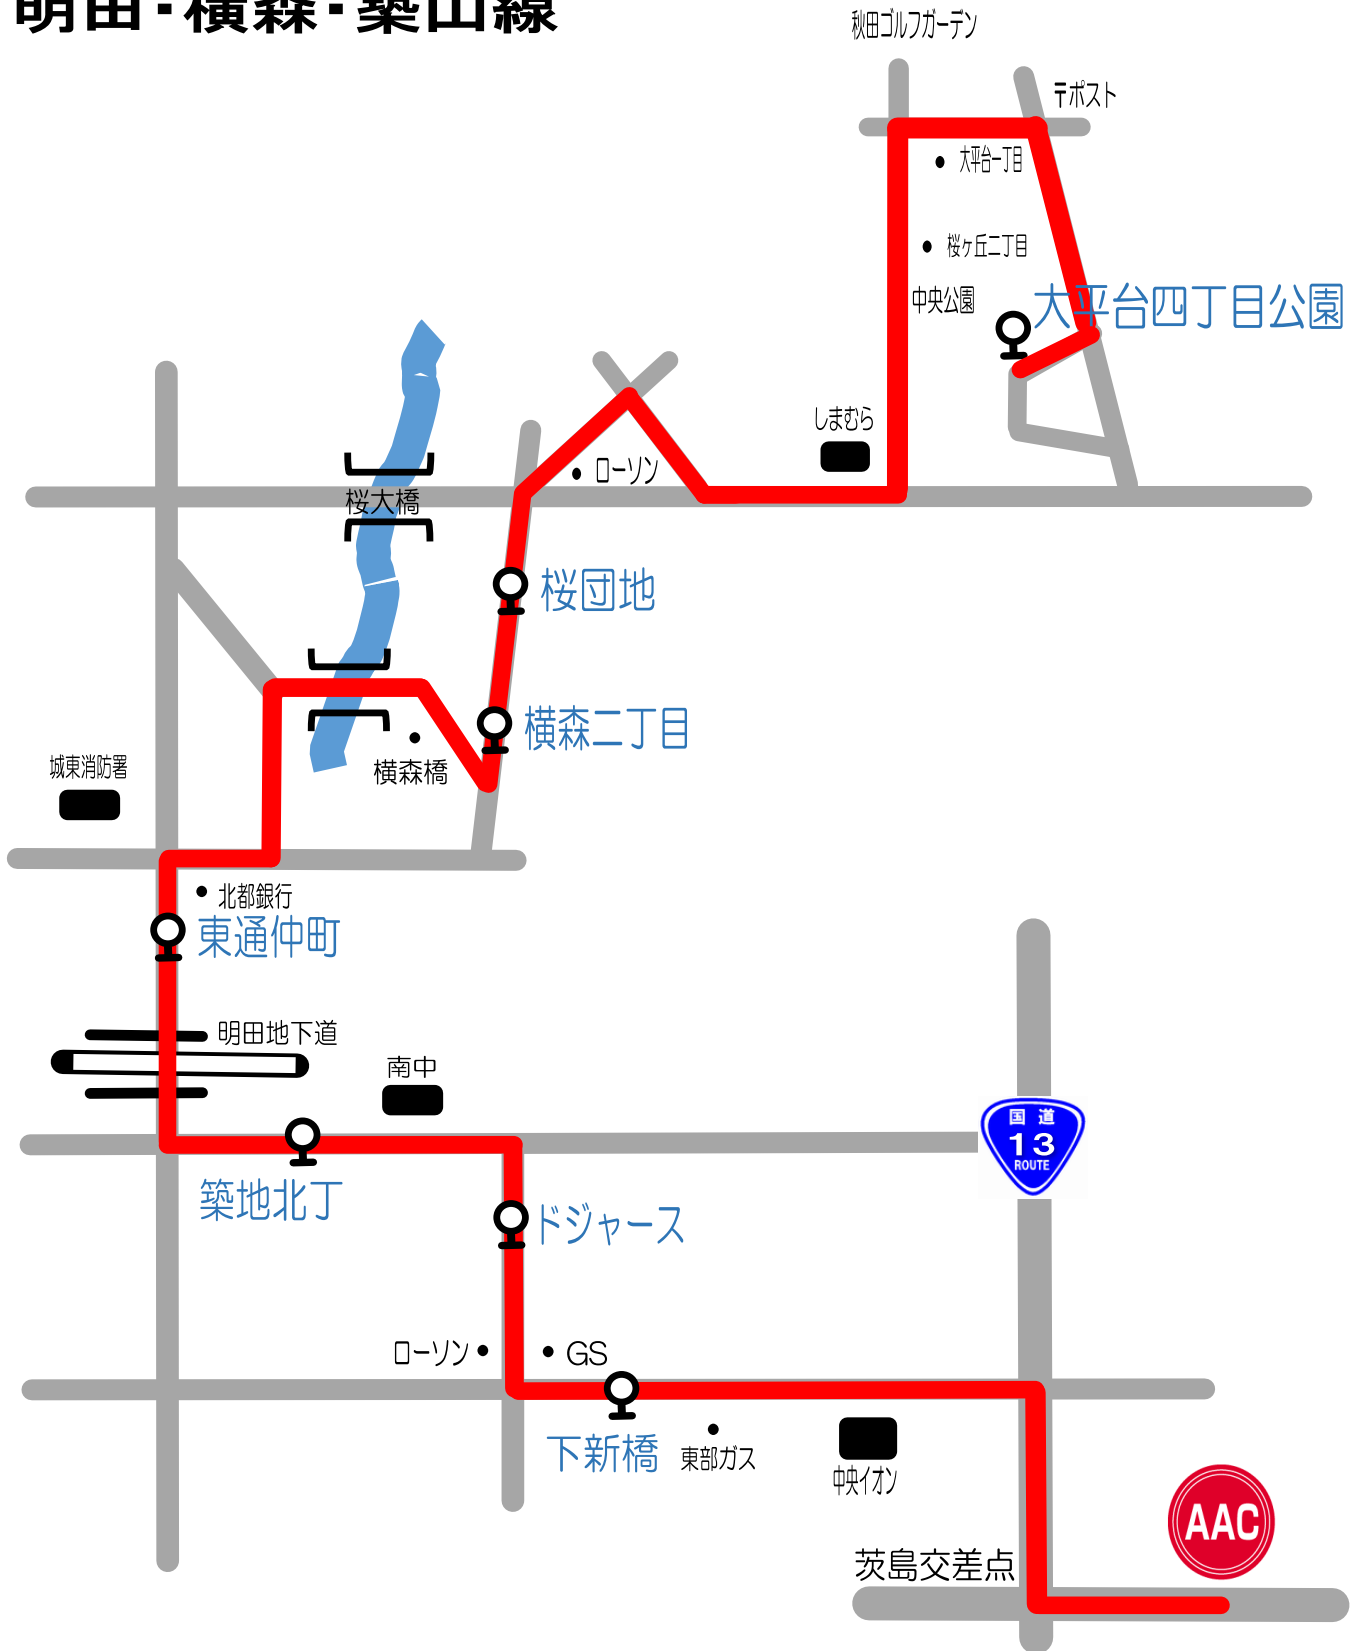 明田・横森・築山線
秋田ゴルフガーデン
〒ポスト
大平台一丁目
桜ヶ丘二丁目
中央公園
大平台四丁目公園
しまむら
ローソン
桜大橋
桜団地
横森二丁目
横森橋
城東消防署
北都銀行
東通仲町
明田地下道
南中
国道
13
ROUTE
築地北丁
ドジャース
ローソン
GS
下新橋
東部ガス
中央イオン
AAC
茨島交差点